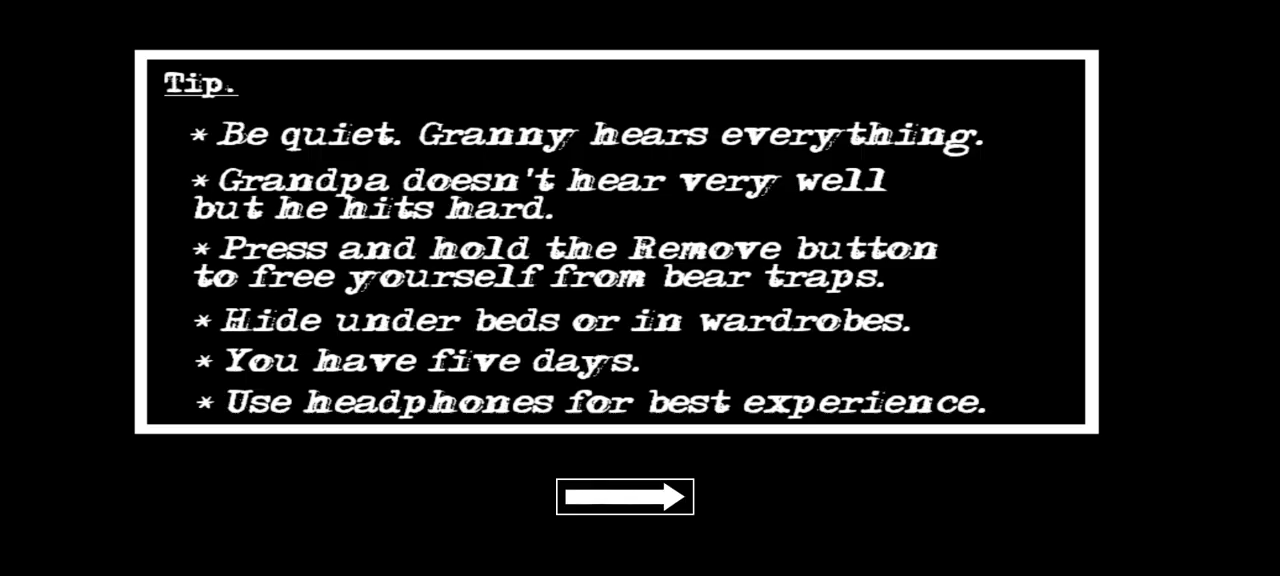 Tip.
* Be quiet. Granny hears everything.
* Grandpa doesn't hear very well
but he hits hard.
* Press and hold the Remove button
to free yourself from bear traps.
* Hide under beds or in wardrobes.
* You have five days.
* Use headphones for best experience.